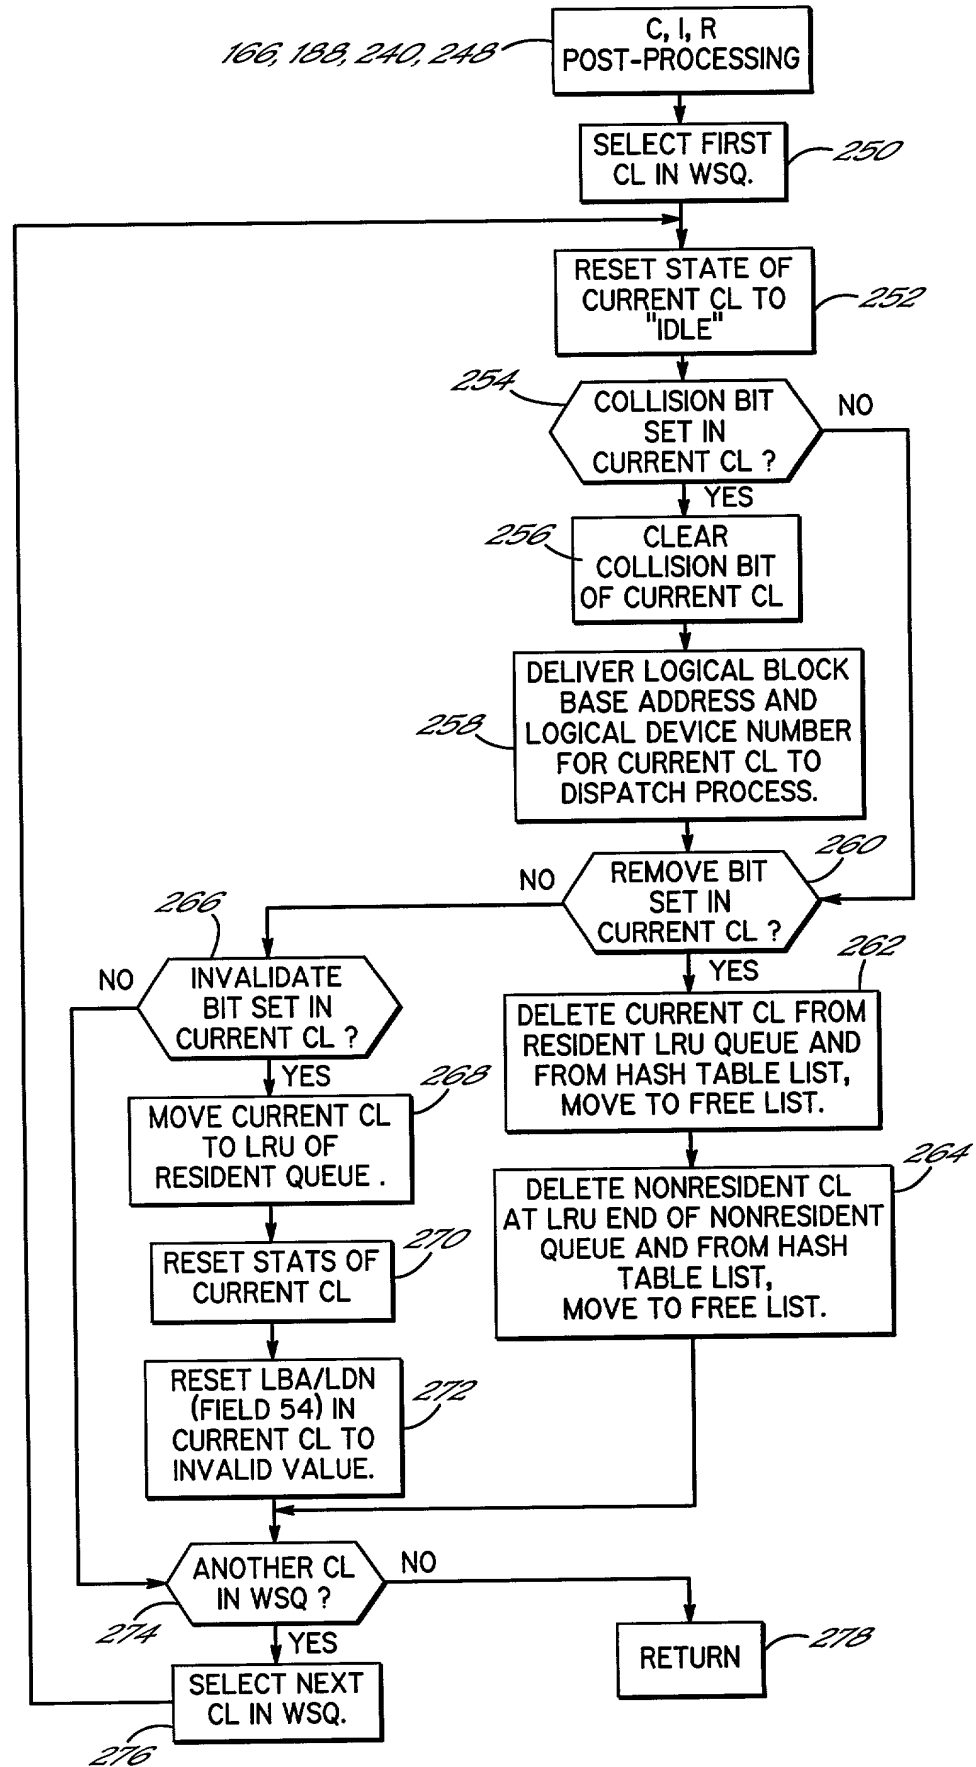 166, 188, 240, 248
C, I, R
POST-PROCESSING
SELECT FIRST
CL IN WSQ.
250
RESET STATE OF
CURRENT CL TO
"IDLE"
252
254
COLLISION BIT
SET IN
CURRENT CL ?
NO
YES
256
CLEAR
COLLISION BIT
OF CURRENT CL
258
DELIVER LOGICAL BLOCK
BASE ADDRESS AND
LOGICAL DEVICE NUMBER
FOR CURRENT CL TO
DISPATCH PROCESS.
260
REMOVE BIT
SET IN
CURRENT CL ?
NO
YES
262
DELETE CURRENT CL FROM
RESIDENT LRU QUEUE AND
FROM HASH TABLE LIST,
MOVE TO FREE LIST.
264
DELETE NONRESIDENT CL
AT LRU END OF NONRESIDENT
QUEUE AND FROM HASH
TABLE LIST,
MOVE TO FREE LIST.
266
INVALIDATE
BIT SET IN
CURRENT CL ?
NO
YES
268
MOVE CURRENT CL
TO LRU OF
RESIDENT QUEUE .
270
RESET STATS OF
CURRENT CL
272
RESET LBA/LDN
(FIELD 54) IN
CURRENT CL TO
INVALID VALUE.
ANOTHER CL
IN WSQ ?
274
NO
YES
SELECT NEXT
CL IN WSQ.
276
RETURN
278